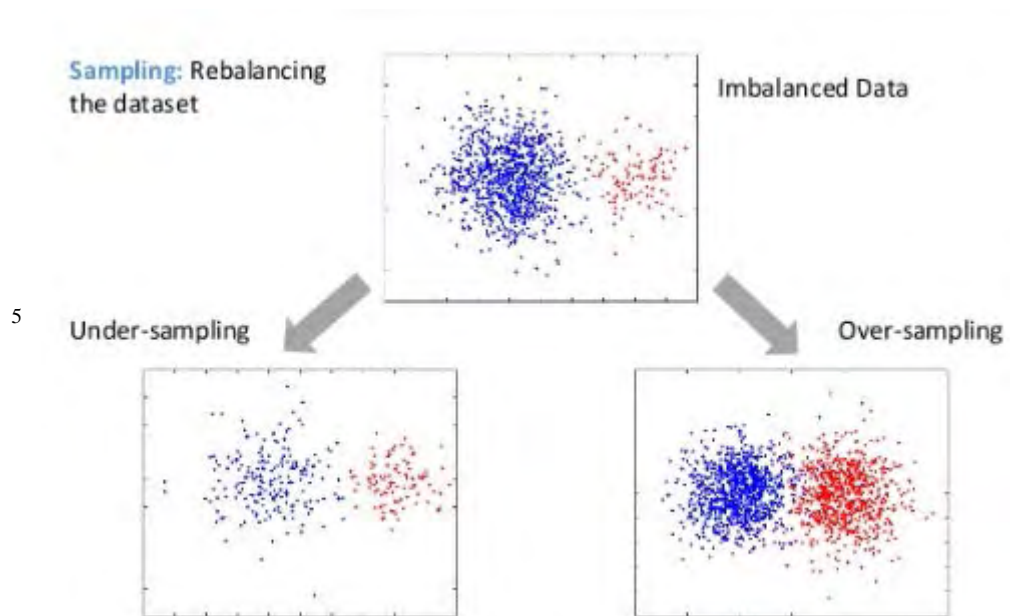 Sampling: Rebalancing
the dataset
Imbalanced Data
5
Under-sampling
Over-sampling